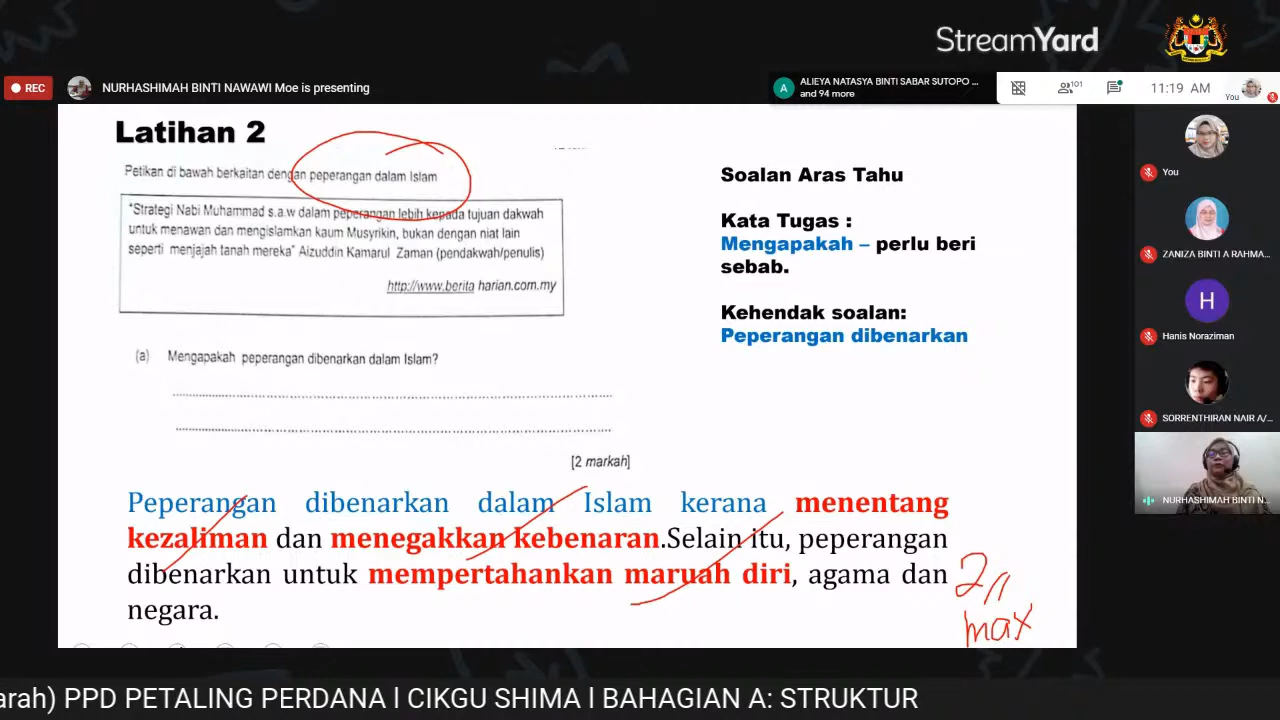 StreamYard
REC
NURHASHIMAH BINTI NAWAWI Moe is presenting
A
ALIEYA NATASYA BINTI SABAR SUTOPO ...
and 94 more
101
11:19 AM
You
Latihan 2
Petikan di bawah berkaitan dengan peperangan dalam Islam
"Strategi Nabi Muhammad s.a.w dalam peperangan lebih kepada tujuan dakwah
untuk menawan dan mengislamkan kaum Musyrikin, bukan dengan niat lain
seperti menjajah tanah mereka" Aizuddin Kamarul Zaman (pendakwah/penulis)
http://www.berita harian.com.my
(a) Mengapakah peperangan dibenarkan dalam Islam?
[2 markah]
Soalan Aras Tahu
Kata Tugas :
Mengapakah – perlu beri
sebab.
Kehendak soalan:
Peperangan dibenarkan
Peperangan dibenarkan dalam Islam kerana menentang
kezaliman dan menegakkan kebenaran.Selain itu, peperangan
dibenarkan untuk mempertahankan maruah diri, agama dan
negara.
2
max
You
ZANIZA BINTI A RAHMA...
H
Hanis Noraziman
SORRENTHIRAN NAIR A/...
NURHASHIMAH BINTI N...
arah) PPD PETALING PERDANA l CIKGU SHIMA l BAHAGIAN A: STRUKTUR